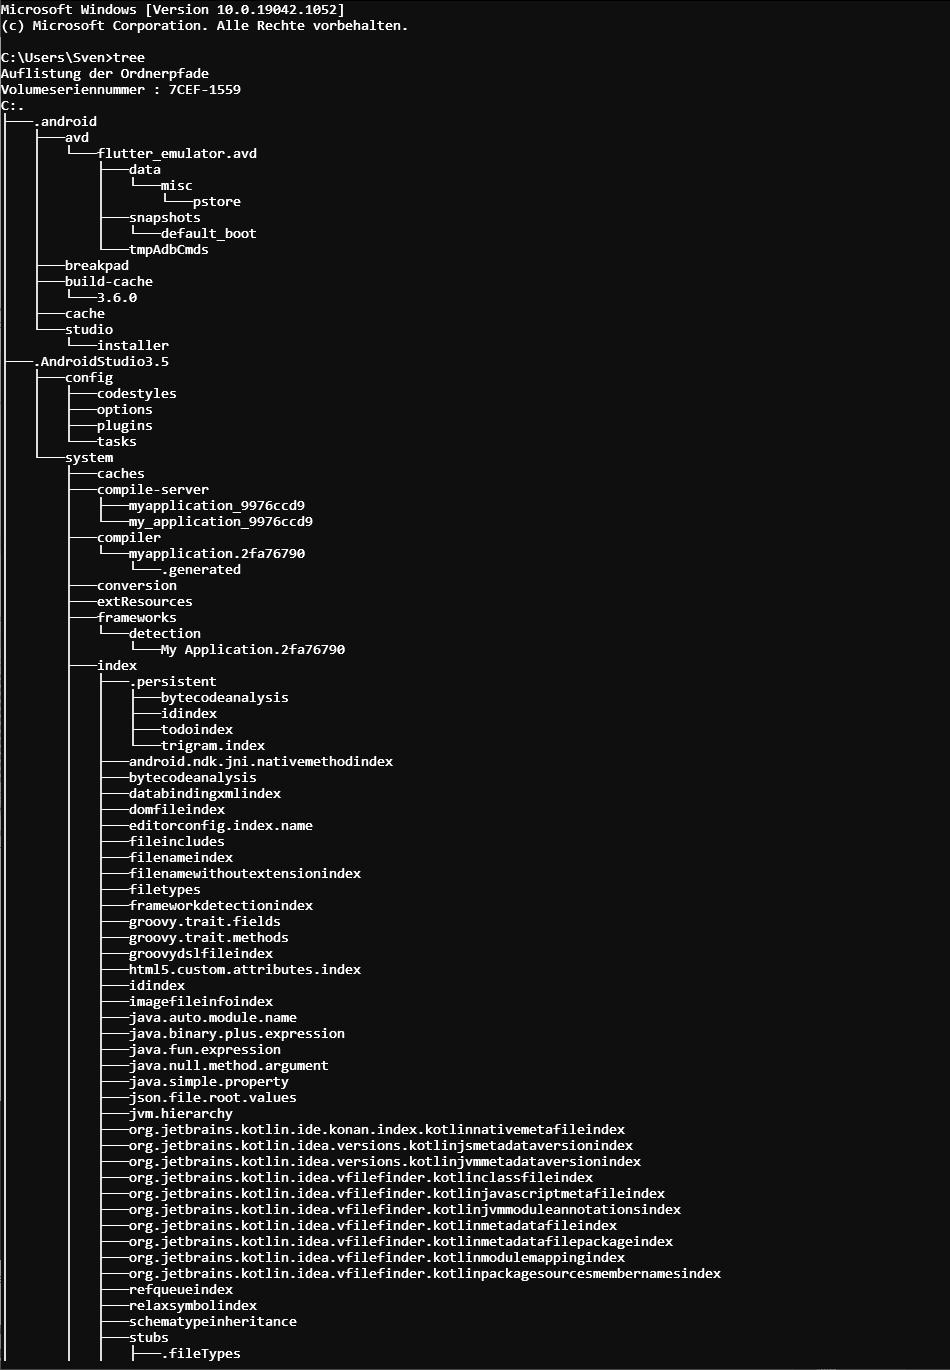 Microsoft Windows [Version 10.0.19042.1052]
(c) Microsoft Corporation. Alle Rechte vorbehalten.

C:\Users\Sven>tree
Auflistung der Ordnerpfade
Volumeseriennummer : 7CEF-1559
C:.
├───.android
│   ├───avd
│   │   └───flutter_emulator.avd
│   │       ├───data
│   │       │   └───misc
│   │       │       └───pstore
│   │       ├───snapshots
│   │       │   └───default_boot
│   │       └───tmpAdbCmds
│   ├───breakpad
│   ├───build-cache
│   │   └───3.6.0
│   ├───cache
│   └───studio
│       └───installer
├───.AndroidStudio3.5
│   ├───config
│   │   ├───codestyles
│   │   ├───options
│   │   ├───plugins
│   │   └───tasks
│   └───system
│       ├───caches
│       ├───compile-server
│       │   ├───myapplication_9976ccd9
│       │   └───my_application_9976ccd9
│       ├───compiler
│       │   └───myapplication.2fa76790
│       │       └───.generated
│       ├───conversion
│       ├───extResources
│       ├───frameworks
│       │   └───detection
│       │       └───My Application.2fa76790
│       ├───index
│       │   ├───.persistent
│       │   │   ├───bytecodeanalysis
│       │   │   ├───idindex
│       │   │   ├───todoindex
│       │   │   └───trigram.index
│       │   ├───android.ndk.jni.nativemethodindex
│       │   ├───bytecodeanalysis
│       │   ├───databindingxmlindex
│       │   ├───domfileindex
│       │   ├───editorconfig.index.name
│       │   ├───fileincludes
│       │   ├───filenameindex
│       │   ├───filenamewithoutextensionindex
│       │   ├───filetypes
│       │   ├───frameworkdetectionindex
│       │   ├───groovy.trait.fields
│       │   ├───groovy.trait.methods
│       │   ├───groovydslfileindex
│       │   ├───html5.custom.attributes.index
│       │   ├───idindex
│       │   ├───imagefileinfoindex
│       │   ├───java.auto.module.name
│       │   ├───java.binary.plus.expression
│       │   ├───java.fun.expression
│       │   ├───java.null.method.argument
│       │   ├───java.simple.property
│       │   ├───json.file.root.values
│       │   ├───jvm.hierarchy
│       │   ├───org.jetbrains.kotlin.ide.konan.index.kotlinnativemetafileindex
│       │   ├───org.jetbrains.kotlin.idea.versions.kotlinjsmetadataversionindex
│       │   ├───org.jetbrains.kotlin.idea.versions.kotlinjvmmetadataversionindex
│       │   ├───org.jetbrains.kotlin.idea.vfilefinder.kotlinclassfileindex
│       │   ├───org.jetbrains.kotlin.idea.vfilefinder.kotlinjavascriptmetafileindex
│       │   ├───org.jetbrains.kotlin.idea.vfilefinder.kotlinjvmmoduleannotationsindex
│       │   ├───org.jetbrains.kotlin.idea.vfilefinder.kotlinmetadatafileindex
│       │   ├───org.jetbrains.kotlin.idea.vfilefinder.kotlinmetadatafilepackageindex
│       │   ├───org.jetbrains.kotlin.idea.vfilefinder.kotlinmodulemappingindex
│       │   ├───org.jetbrains.kotlin.idea.vfilefinder.kotlinpackagesourcesmembernamesindex
│       │   ├───refqueueindex
│       │   ├───relaxsymbolindex
│       │   ├───schematypeinheritance
│       │   ├───stubs
│       │   │   ├───.fileTypes